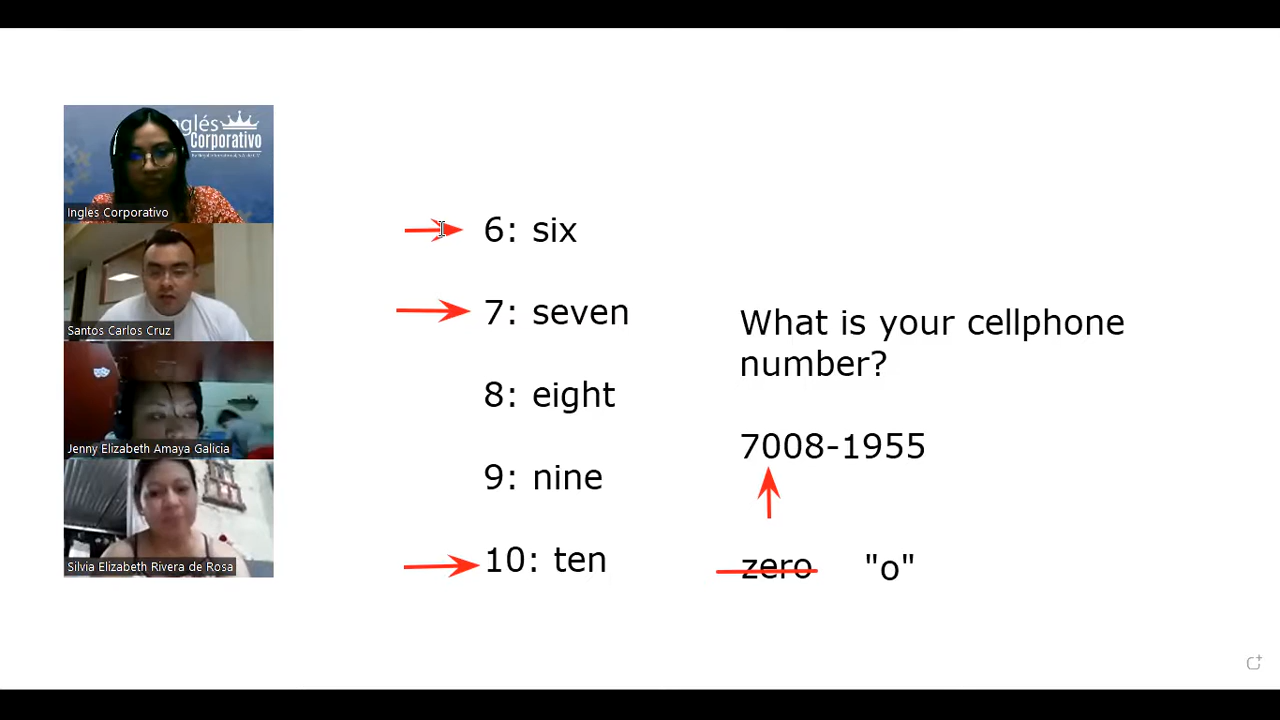 Inglés
Corporativo
Ingles Corporativo
Santos Carlos Cruz
Jenny Elizabeth Amaya Galicia
Silvia Elizabeth Rivera de Rosa
6: six
7: seven
8: eight
9: nine
10: ten
What is your cellphone
number?
7008-1955
zero "o"